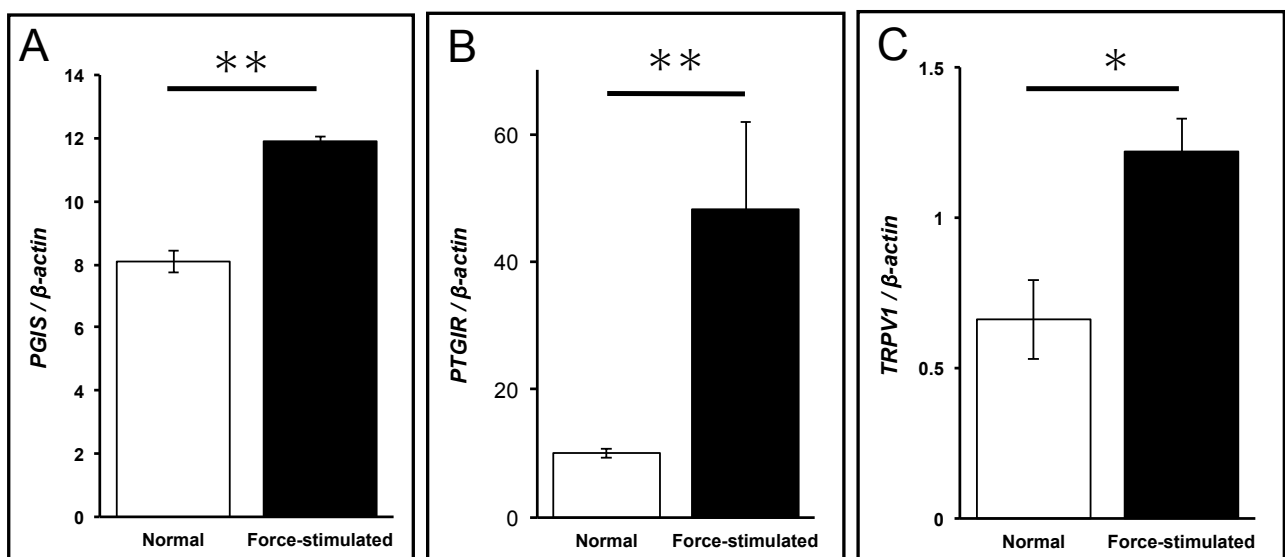 A
**
14
12
10
8
6
4
2
0
PGIS / β-actin
Normal Force-stimulated
B
**
60
40
20
0
PTGIR / β-actin
Normal Force-stimulated
C
*
1.5
1
0.5
0
TRPV1 / β-actin
Normal Force-stimulated